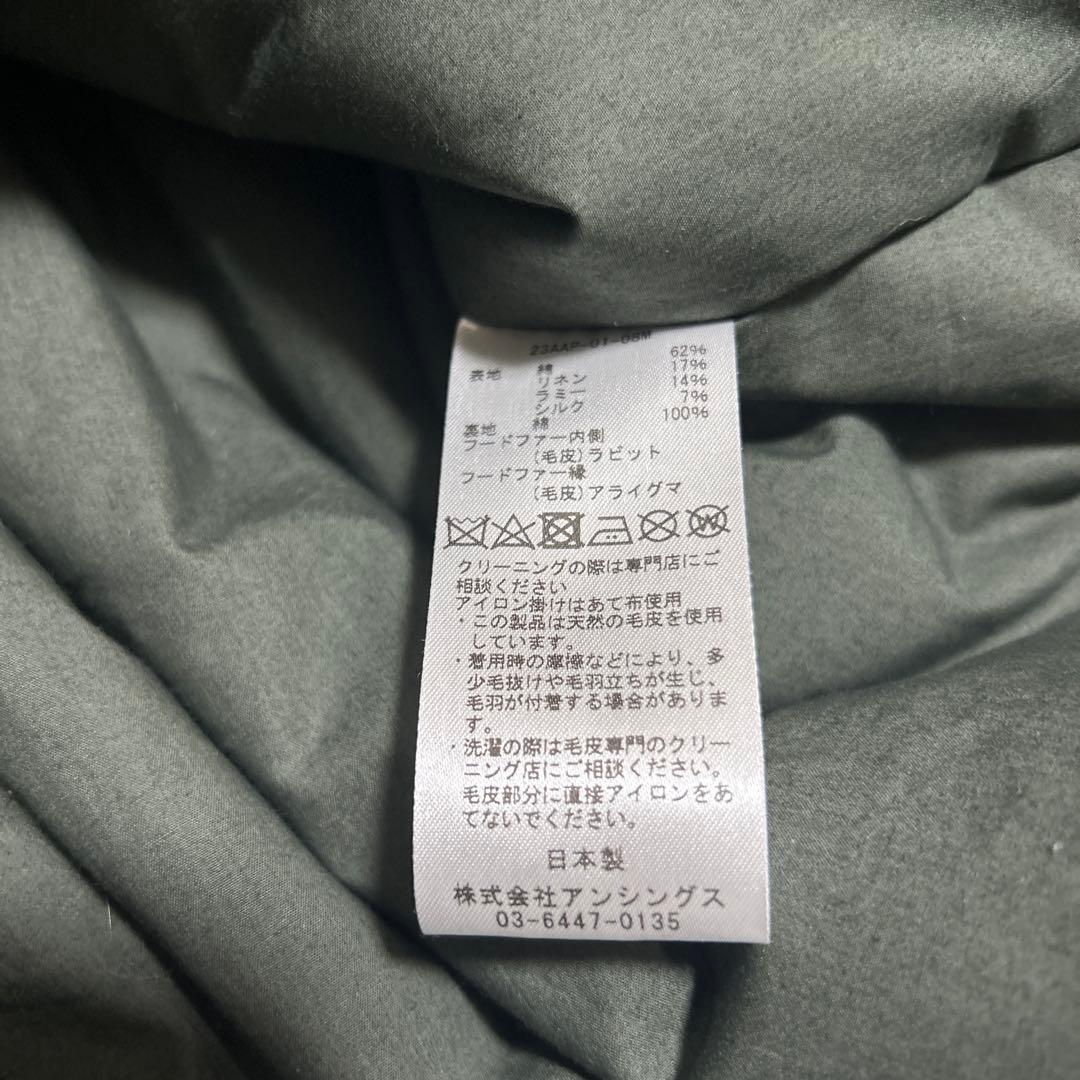 23AAP-01-08M
表地 綿 62%
リネン 17%
ラミー 14%
シルク 7%
裏地 綿 100%
フードファー内側
(毛皮)ラビット
フードファー縁
(毛皮)アライグマ
クリーニングの際は専門店にご
相談ください
アイロン掛けはあて布使用
・この製品は天然の毛皮を使用
しています。
・着用時の摩擦などにより、多
少毛抜けや毛羽立ちが生じ、
毛羽が付着する場合がありま
す。
・洗濯の際は毛皮専門のクリー
ニング店にご相談ください。
毛皮部分に直接アイロンをあ
てないでください。
日本製
株式会社アンシングス
03-6447-0135